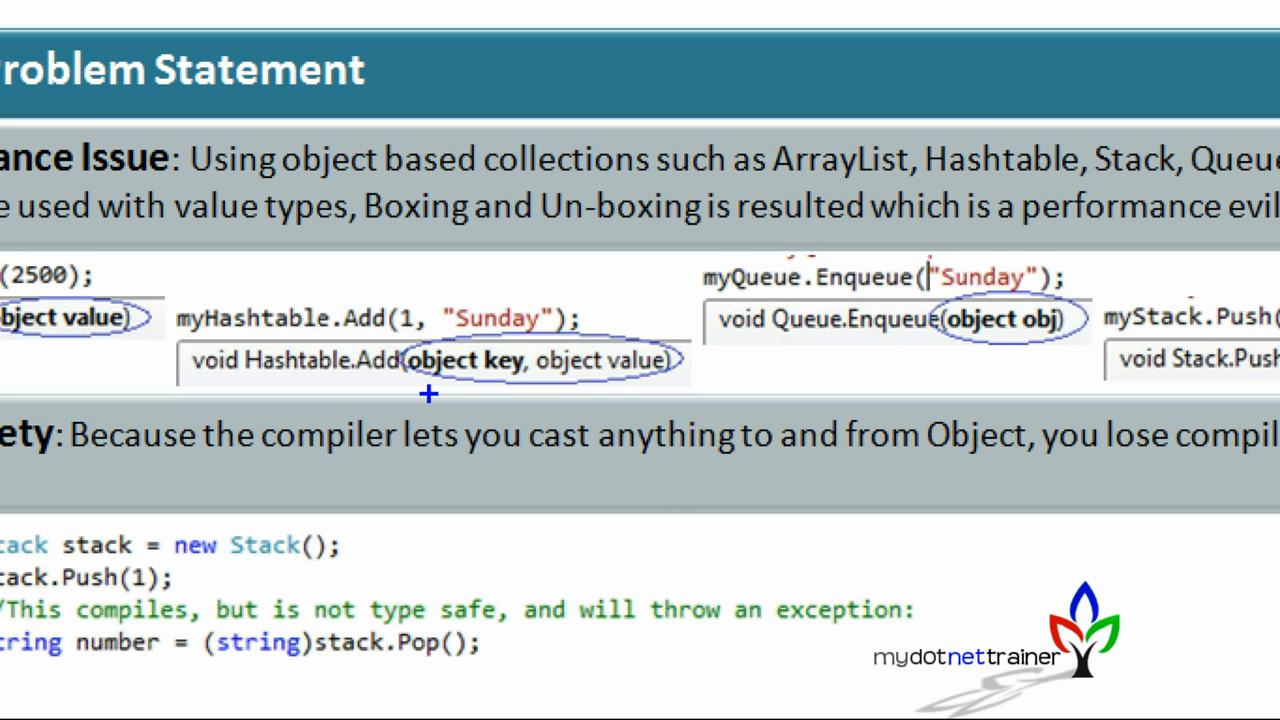 roblem Statement
ance Issue: Using object based collections such as ArrayList, Hashtable, Stack, Queue
e used with value types, Boxing and Un-boxing is resulted which is a performance evil
(2500);
bject value)
myHashtable.Add(1, "Sunday");
void Hashtable.Add(object key, object value)
myQueue.Enqueue("Sunday");
void Queue.Enqueue(object obj)
myStack.Push(
void Stack.Push
ety: Because the compiler lets you cast anything to and from Object, you lose compil
tack stack = new Stack();
tack.Push(1);
/This compiles, but is not type safe, and will throw an exception:
tring number = (string)stack.Pop();
mydotnettrainer